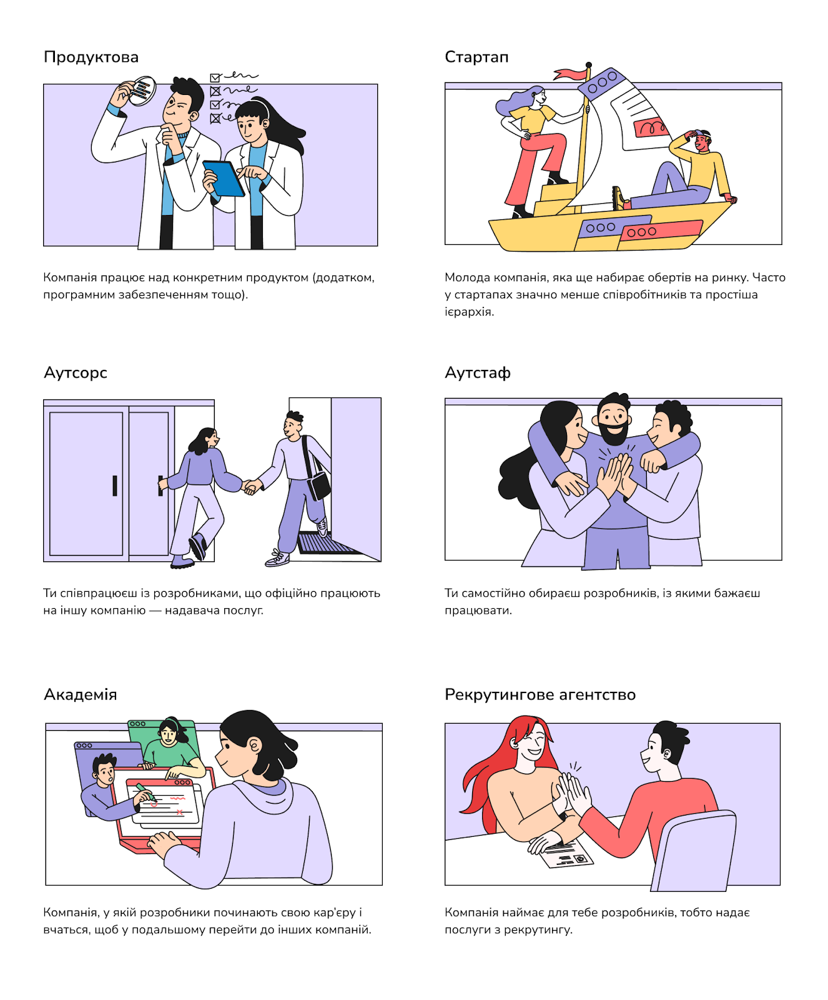 Продуктова
Компанія працює над конкретним продуктом (додатком,
програмним забезпеченням тощо).
Стартап
Молода компанія, яка ще набирає обертів на ринку. Часто
у стартапах значно менше співробітників та простіша
ієрархія.
Аутсорс
Ти співпрацюєш із розробниками, що офіційно працюють
на іншу компанію — надавача послуг.
Аутстаф
Ти самостійно обираєш розробників, із якими бажаєш
працювати.
Академія
Компанія, у якій розробники починають свою кар'єру і
вчаться, щоб у подальшому перейти до інших компаній.
Рекрутингове агентство
Компанія наймає для тебе розробників, тобто надає
послуги з рекрутингу.